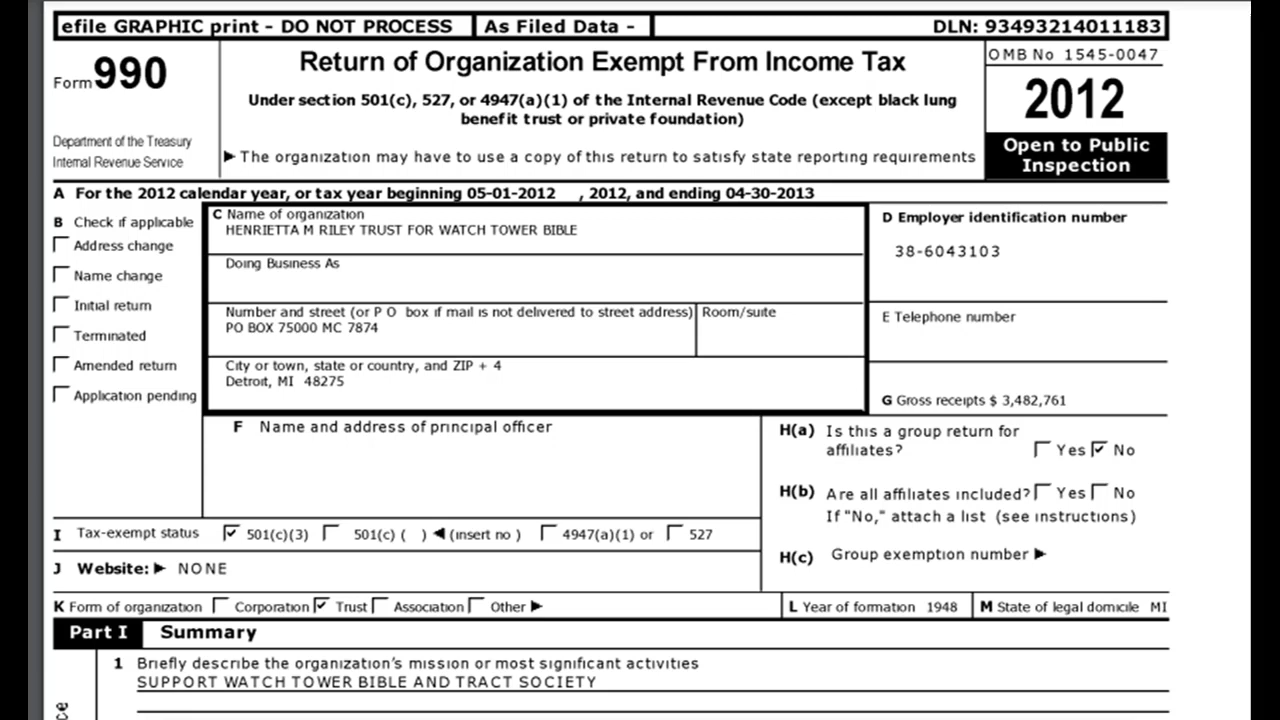 efile GRAPHIC print - DO NOT PROCESS As Filed Data - DLN: 93493214011183
Form 990
Department of the Treasury
Internal Revenue Service
Return of Organization Exempt From Income Tax
Under section 501(c), 527, or 4947(a)(1) of the Internal Revenue Code (except black lung
benefit trust or private foundation)
▶ The organization may have to use a copy of this return to satisfy state reporting requirements
OMB No 1545-0047
2012
Open to Public
Inspection
A For the 2012 calendar year, or tax year beginning 05-01-2012 , 2012, and ending 04-30-2013
B Check if applicable
Address change
Name change
Initial return
Terminated
Amended return
Application pending
C Name of organization
HENRIETTA M RILEY TRUST FOR WATCH TOWER BIBLE
Doing Business As
Number and street (or P O box if mail is not delivered to street address) Room/suite
PO BOX 75000 MC 7874
City or town, state or country, and ZIP + 4
Detroit, MI 48275
D Employer identification number
38-6043103
E Telephone number
G Gross receipts $ 3,482,761
F Name and address of principal officer
H(a) Is this a group return for
affiliates? Yes No
H(b) Are all affiliates included? Yes No
If "No," attach a list (see instructions)
H(c) Group exemption number ▶
I Tax-exempt status 501(c)(3) 501(c) ( ) ◀ (insert no ) 4947(a)(1) or 527
J Website: ▶ NONE
K Form of organization Corporation Trust Association Other ▶
L Year of formation 1948 M State of legal domicile MI
Part I Summary
1 Briefly describe the organization's mission or most significant activities
SUPPORT WATCH TOWER BIBLE AND TRACT SOCIETY